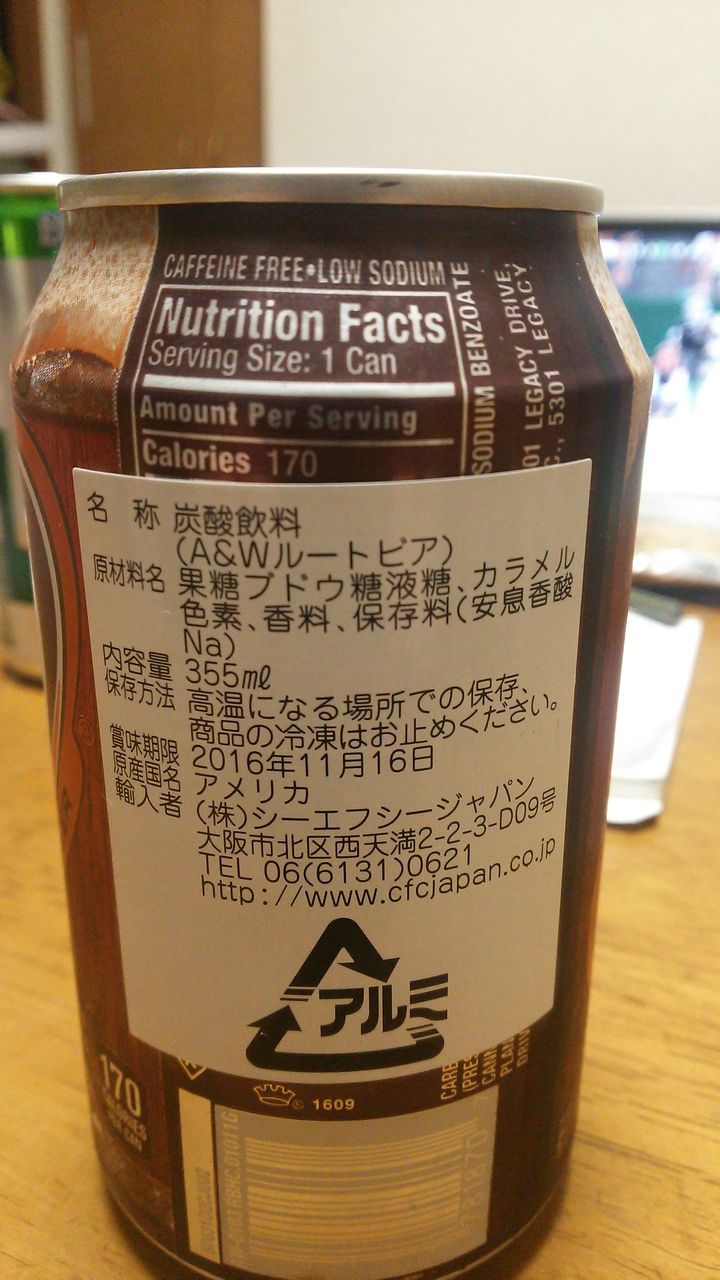 CAFFEINE FREE•LOW SODIUM
Nutrition Facts
Serving Size: 1 Can
Amount Per Serving
Calories 170
SODIUM BENZOATE
LEGACY DRIVE,
5301 LEGACY
名 称 炭酸飲料
(A&Wルートビア)
原材料名 果糖ブドウ糖液糖、カラメル
色素、香料、保存料(安息香酸
Na)
内容量 355ml
保存方法 高温になる場所での保存、
商品の冷凍はお止めください。
賞味期限 2016年11月16日
原産国名 アメリカ
輸入者 (株)シーエフシージャパン
大阪市北区西天満2-2-3-D09号
TEL 06(6131)0621
http://www.cfcjapan.co.jp
アルミ
170
CALORIES
PER CAN
® 1609